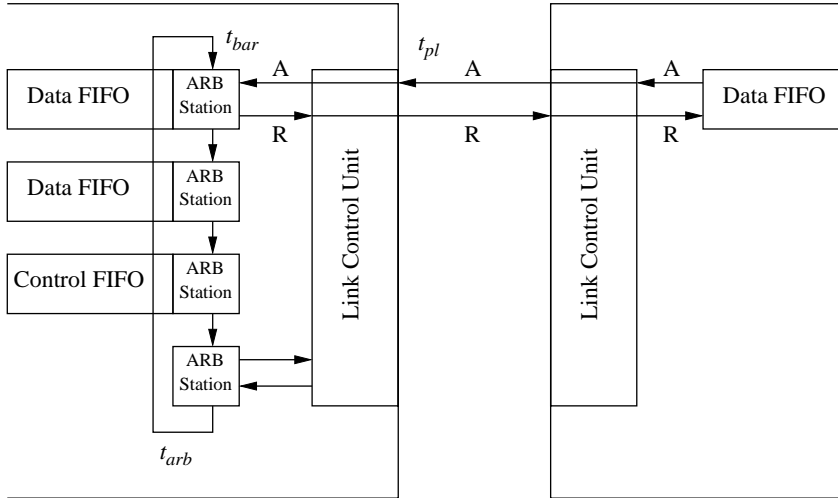 t_bar
t_pl
A
A
A
Data FIFO
ARB
Station
Data FIFO
R
R
R
Data FIFO
ARB
Station
Control FIFO
ARB
Station
Link Control Unit
Link Control Unit
ARB
Station
t_arb